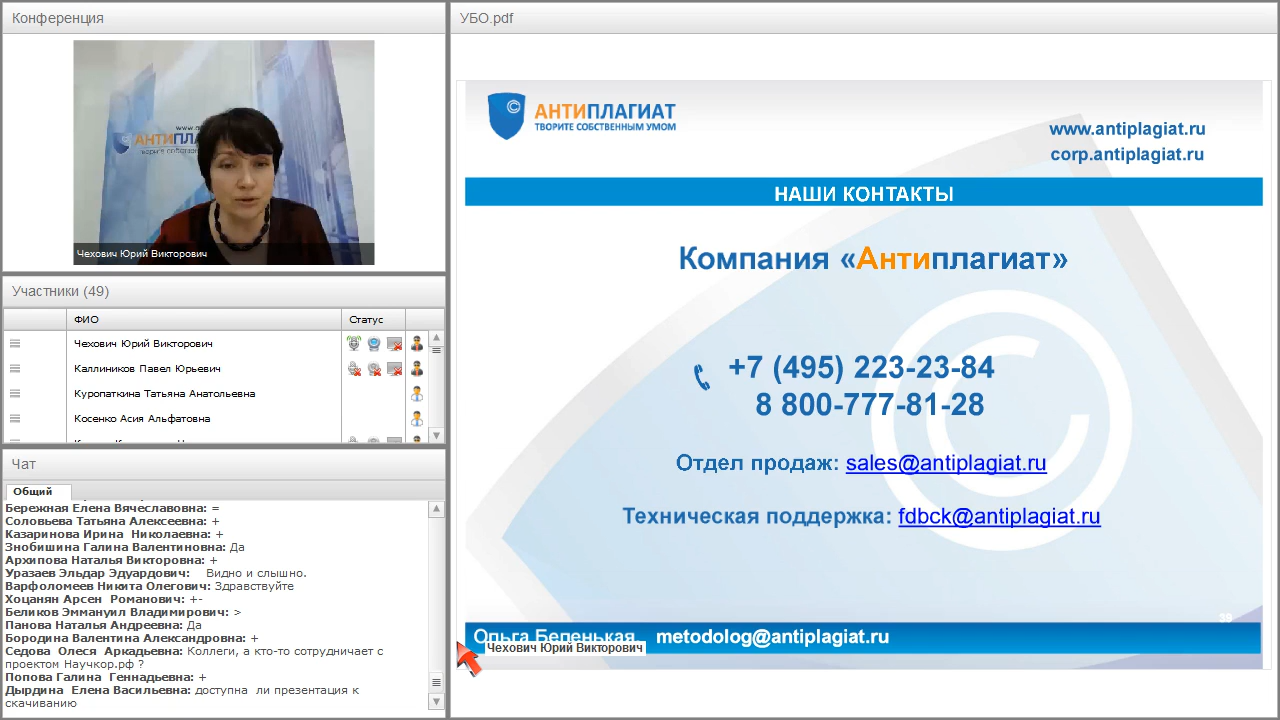 Конференция
www.a
АНТИПЛА
Чехович Юрий Викторович
Участники (49)
ФИО
Статус
Чехович Юрий Викторович
Каллиников Павел Юрьевич
Куропаткина Татьяна Анатольевна
Косенко Асия Альфатовна
Чат
Общий
Бережная Елена Вячеславовна: =
Соловьева Татьяна Алексеевна: +
Казаринова Ирина Николаевна: +
Знобишина Галина Валентиновна: Да
Архипова Наталья Викторовна: +
Уразаев Эльдар Эдуардович: Видно и слышно.
Варфоломеев Никита Олегович: Здравствуйте
Хоцанян Арсен Романович: +-
Беликов Эммануил Владимирович: >
Панова Наталья Андреевна: Да
Бородина Валентина Александровна: +
Седова Олеся Аркадьевна: Коллеги, а кто-то сотрудничает с
проектом Научкор.рф ?
Попова Галина Геннадьевна: +
Дырдина Елена Васильевна: доступна ли презентация к
скачиванию
УБО.pdf
©
АНТИПЛАГИАТ
ТВОРИТЕ СОБСТВЕННЫМ УМОМ
www.antiplagiat.ru
corp.antiplagiat.ru
НАШИ КОНТАКТЫ
Компания «Антиплагиат»
+7 (495) 223-23-84
8 800-777-81-28
Отдел продаж: sales@antiplagiat.ru
Техническая поддержка: fdbck@antiplagiat.ru
39
Ольга Беленькая, metodolog@antiplagiat.ru
Чехович Юрий Викторович